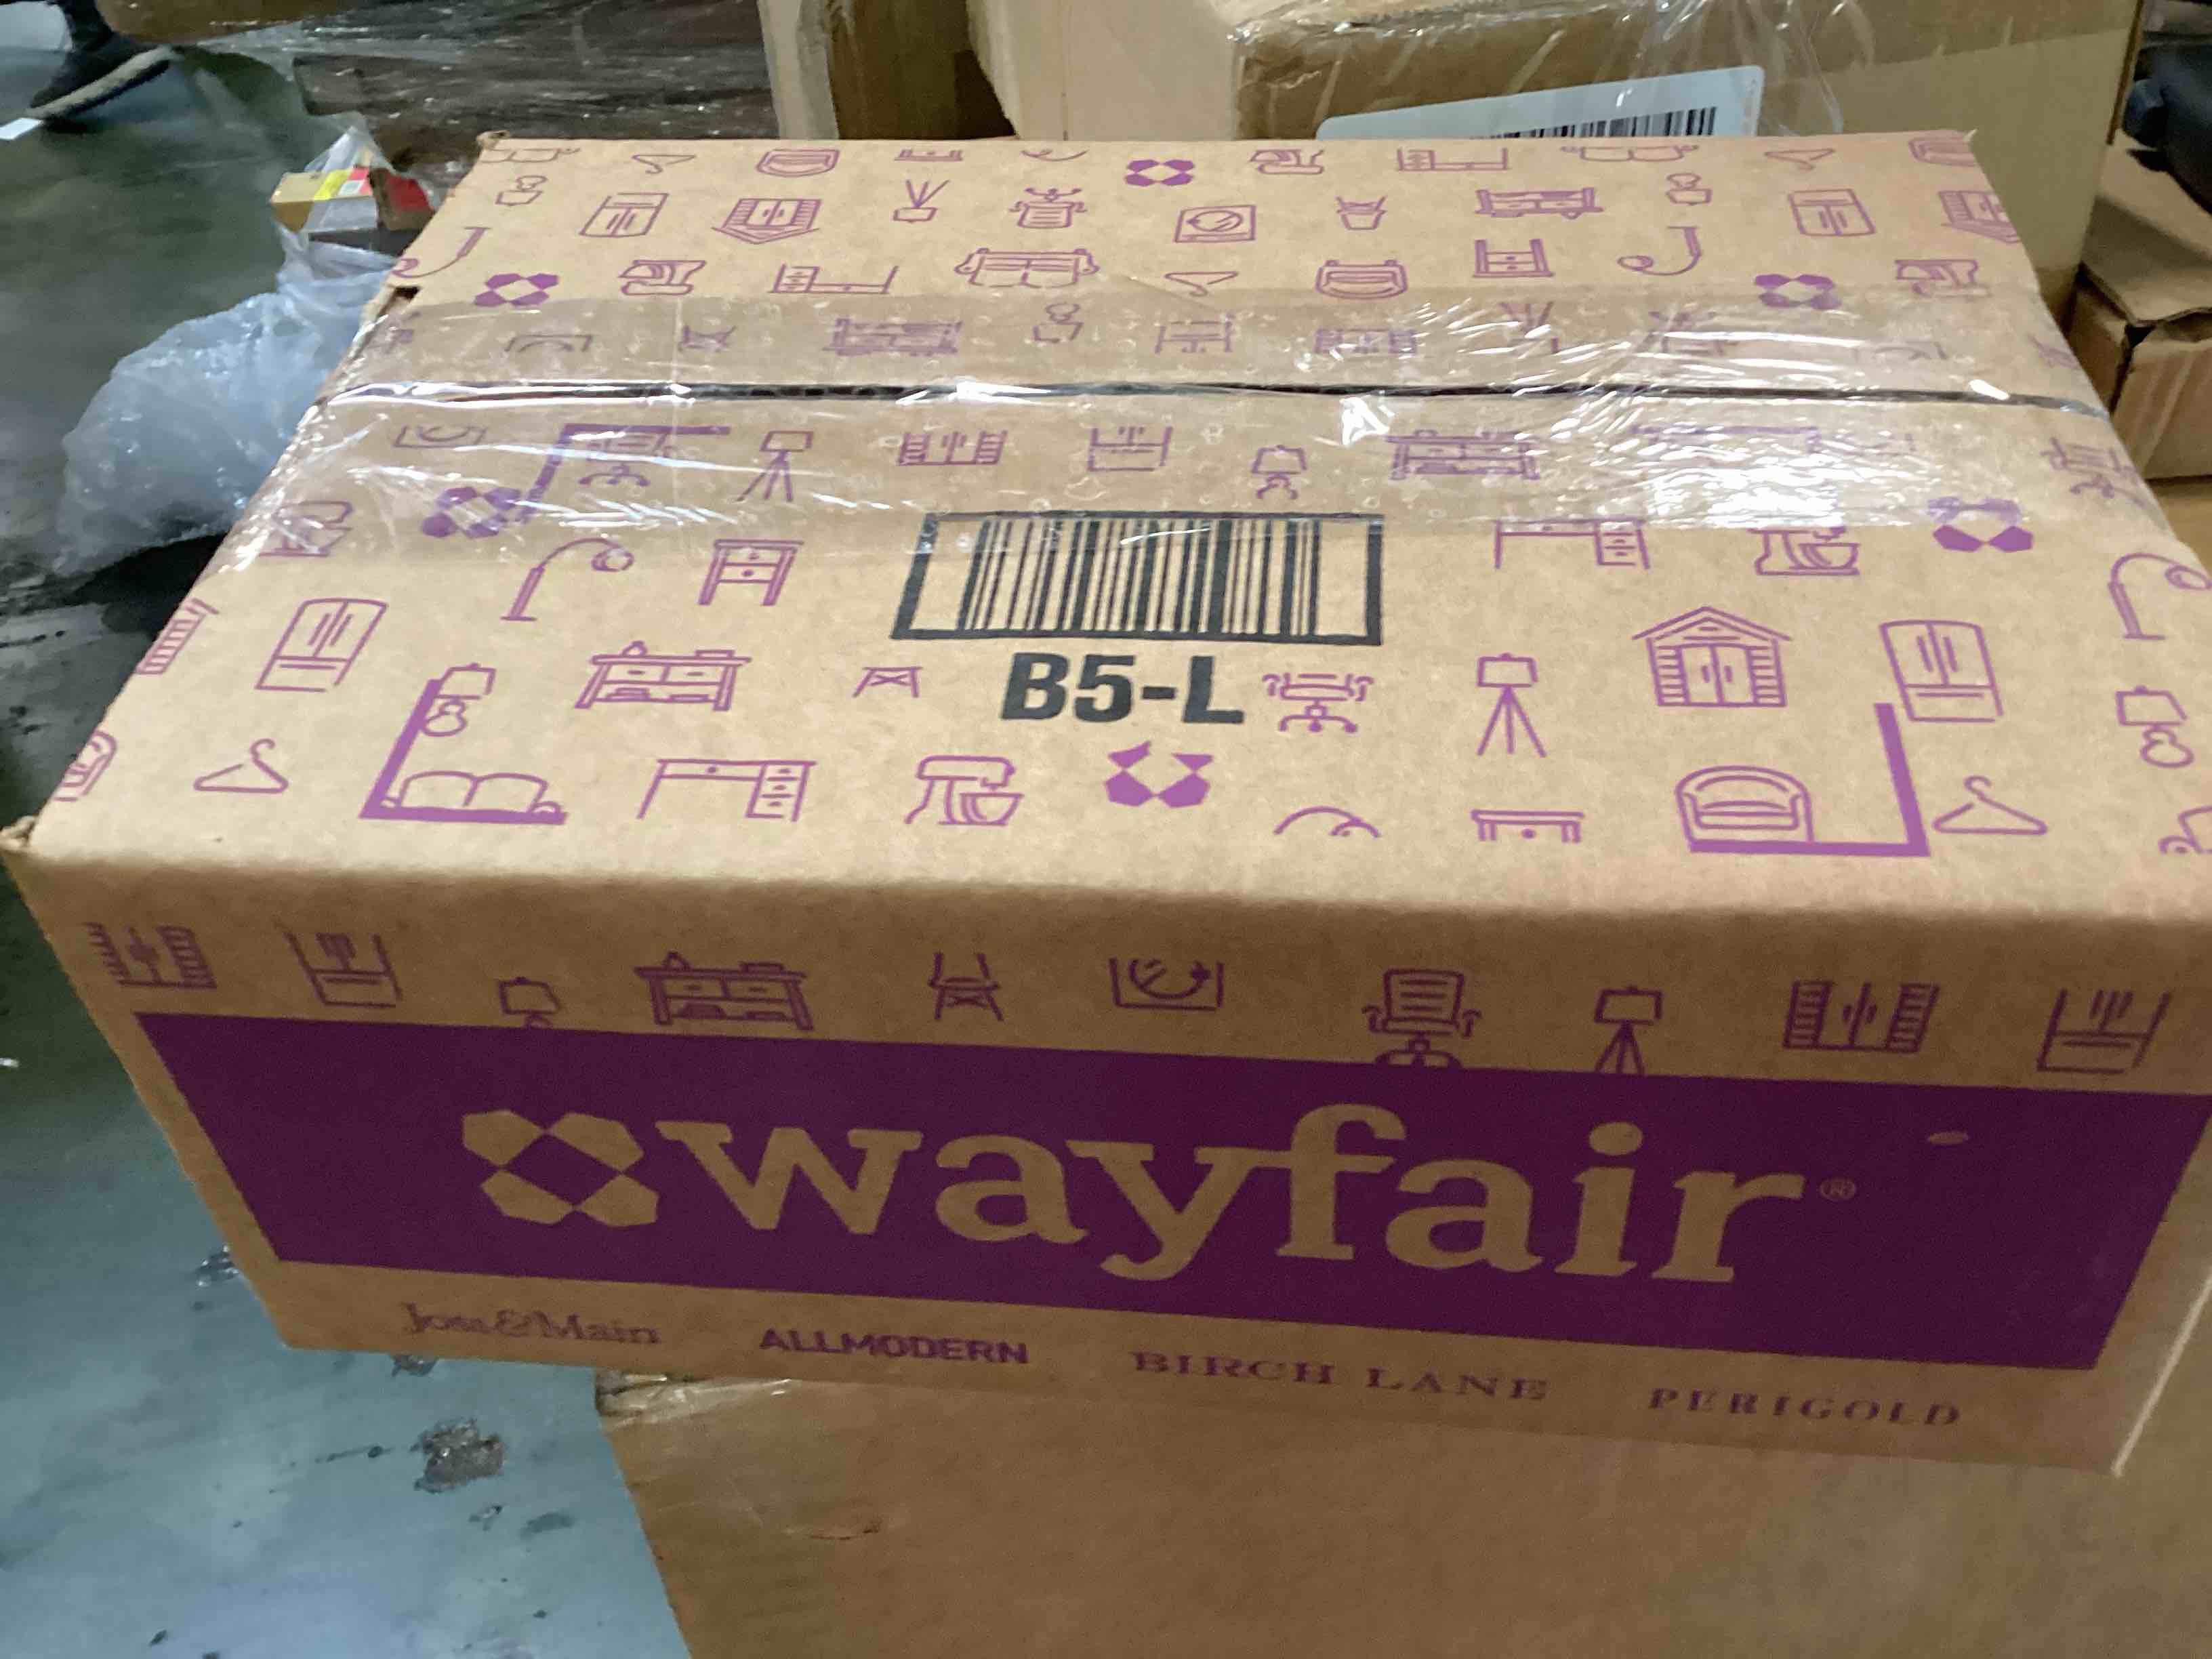 B5-L
wayfair®
Joss&Main ALLMODERN BIRCH LANE PERIGOLD